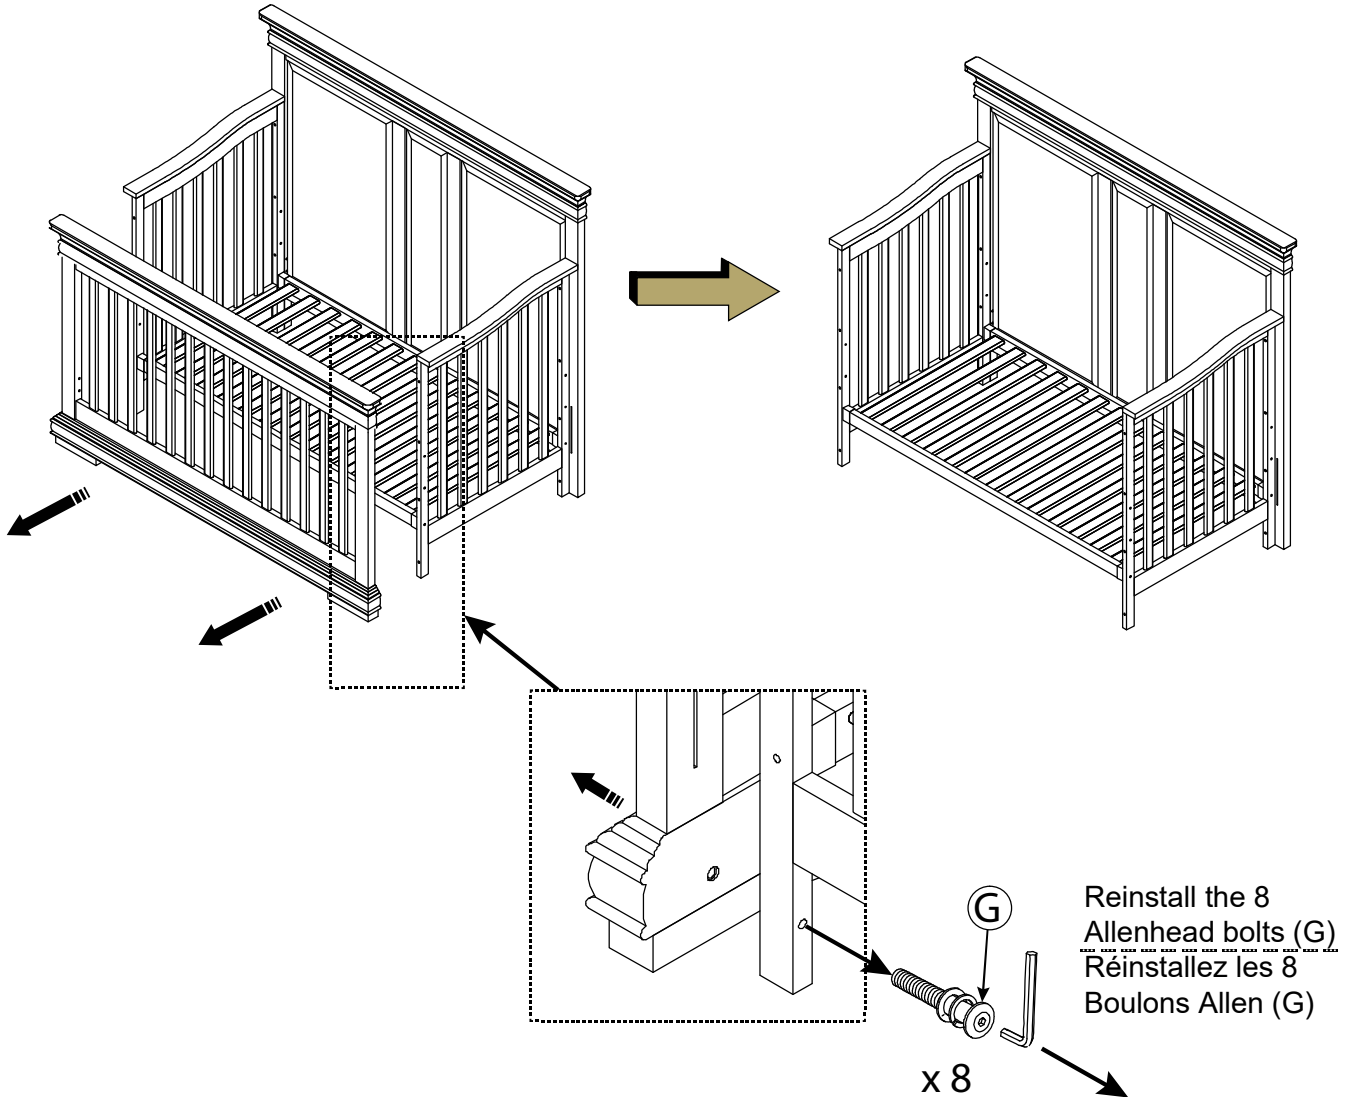 G
Reinstall the 8
Allenhead bolts (G)
Réinstallez les 8
Boulons Allen (G)
x 8